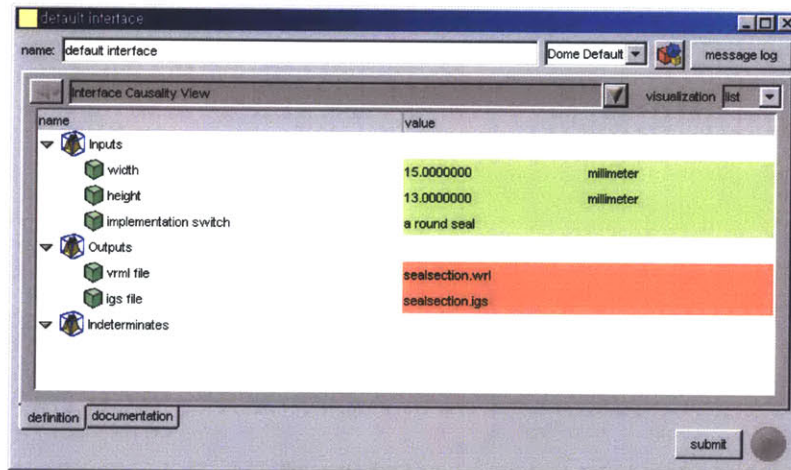 default interface
name: default interface Dome Default message log
Interface Causality View visualization list
name value
Inputs
width 15.0000000 millimeter
height 13.0000000 millimeter
implementation switch a round seal
Outputs
vrml file sealsection.wrl
igs file sealsection.igs
Indeterminates
definition documentation
submit